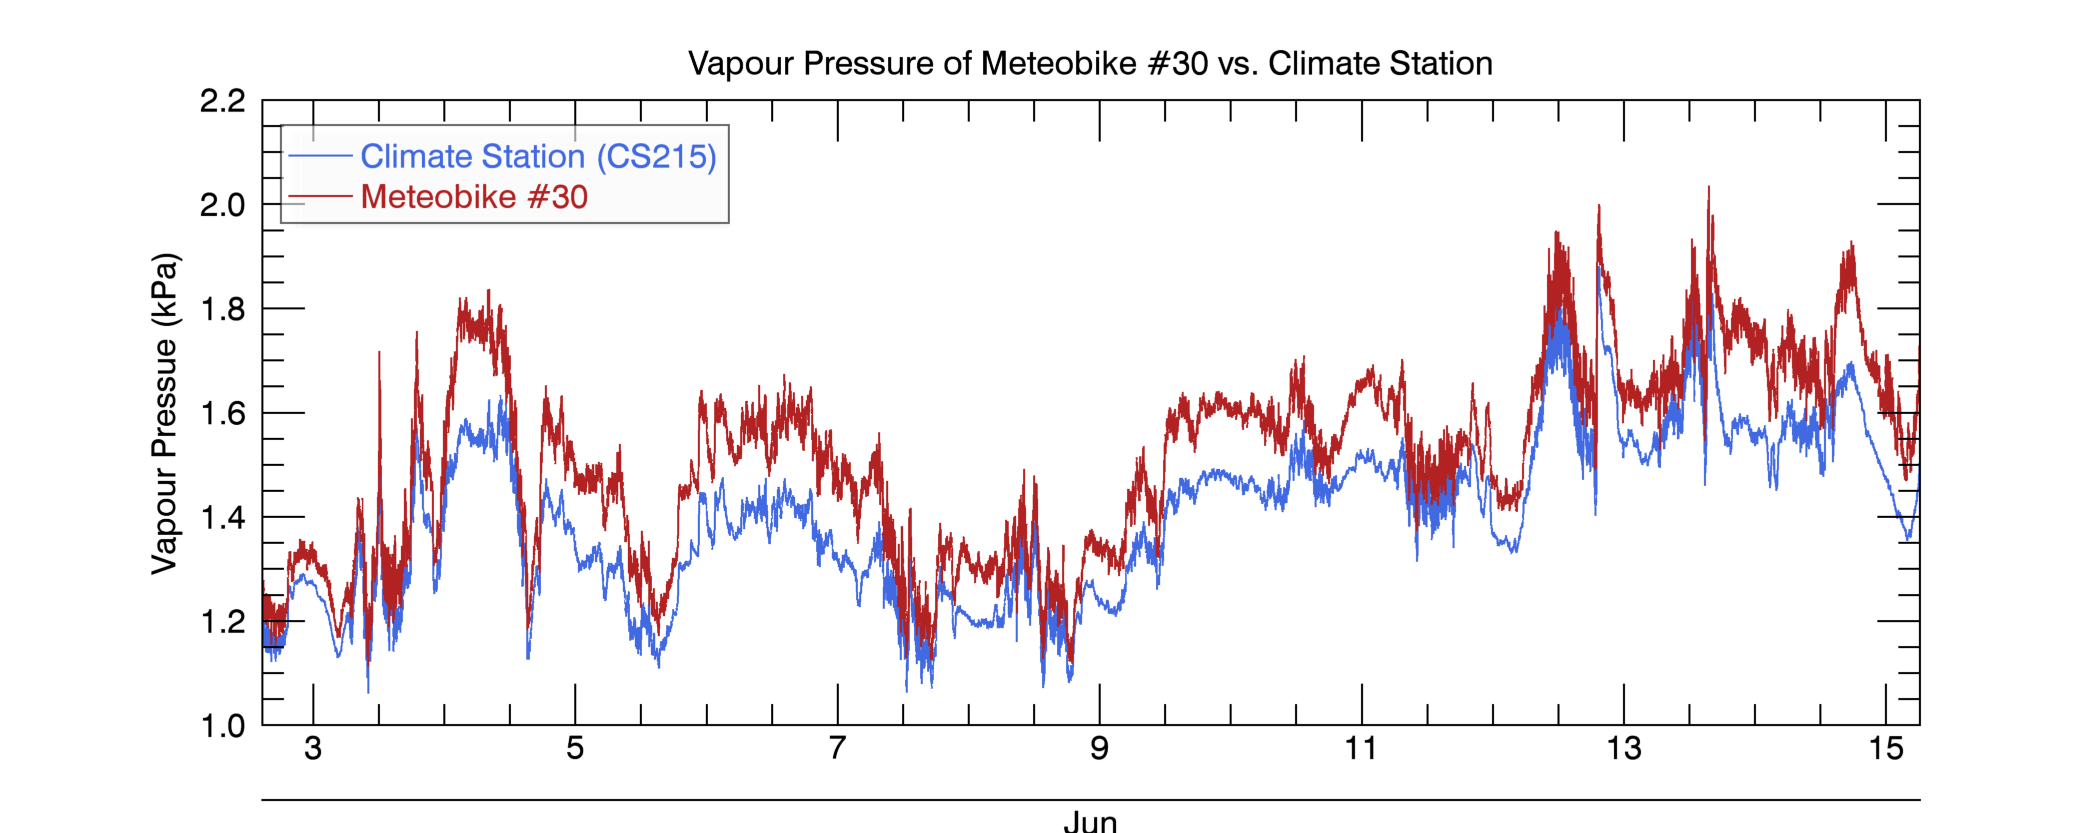 Vapour Pressure of Meteobike #30 vs. Climate Station
Vapour Pressue (kPa)
2.2
2.0
1.8
1.6
1.4
1.2
1.0
Climate Station (CS215)
Meteobike #30
3 5 7 9 11 13 15
Jun